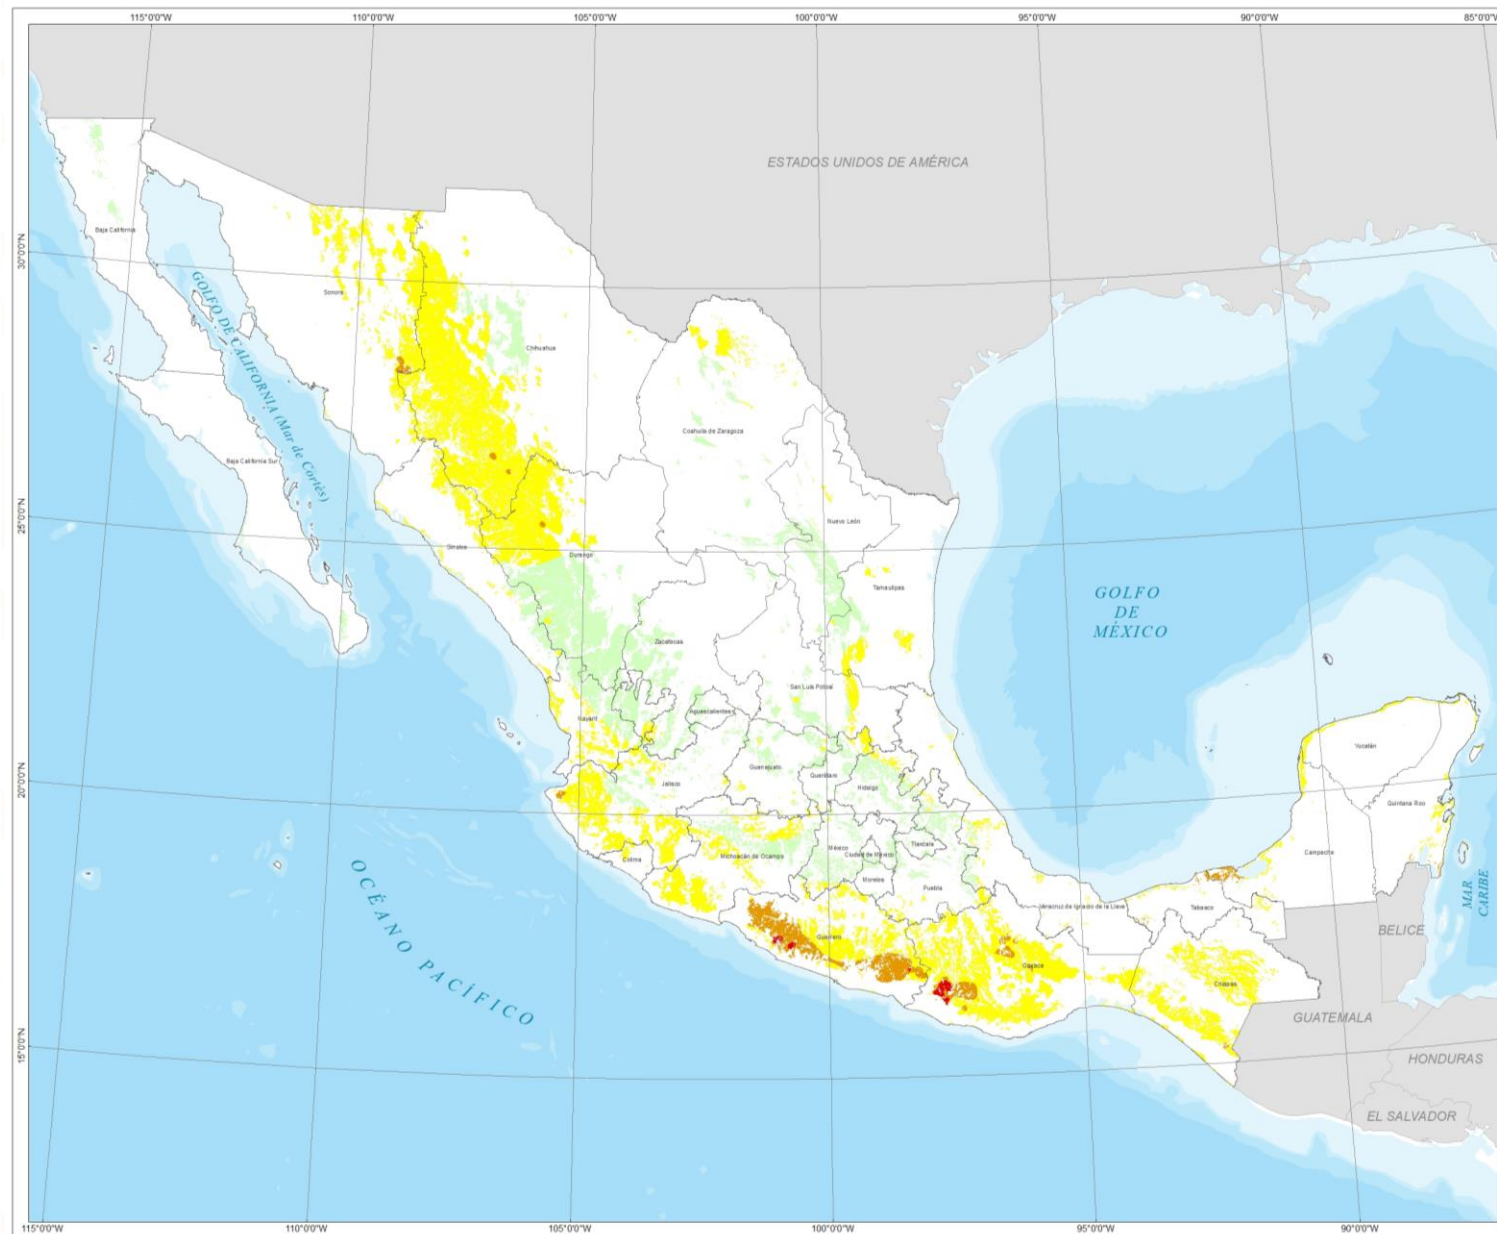 115°0'0"W 110°0'0"W 105°0'0"W 100°0'0"W 95°0'0"W 90°0'0"W 85°0'0"W
ESTADOS UNIDOS DE AMÉRICA
Baja California
30°0'0"N
Sonora
GOLFO DE CALIFORNIA (Mar de Cortés)
Chihuahua
Coahuila de Zaragoza
Baja California Sur
25°0'0"N
Nuevo León
Sinaloa
Durango
Tamaulipas
GOLFO
DE
MÉXICO
Zacatecas
San Luis Potosí
Aguascalientes
Nayarit
Yucatán
20°0'0"N
Guanajuato
Querétaro
Jalisco
Hidalgo
Quintana Roo
México
Tlaxcala
Ciudad de México
Michoacán de Ocampo
Colima
Campeche
Morelos
Puebla
MAR
CARIBE
Veracruz de Ignacio de la Llave
Tabasco
BELICE
Guerrero
Oaxaca
Chiapas
OCÉANO PACÍFICO
GUATEMALA
15°0'0"N
HONDURAS
EL SALVADOR
115°0'0"W 110°0'0"W 105°0'0"W 100°0'0"W 95°0'0"W 90°0'0"W